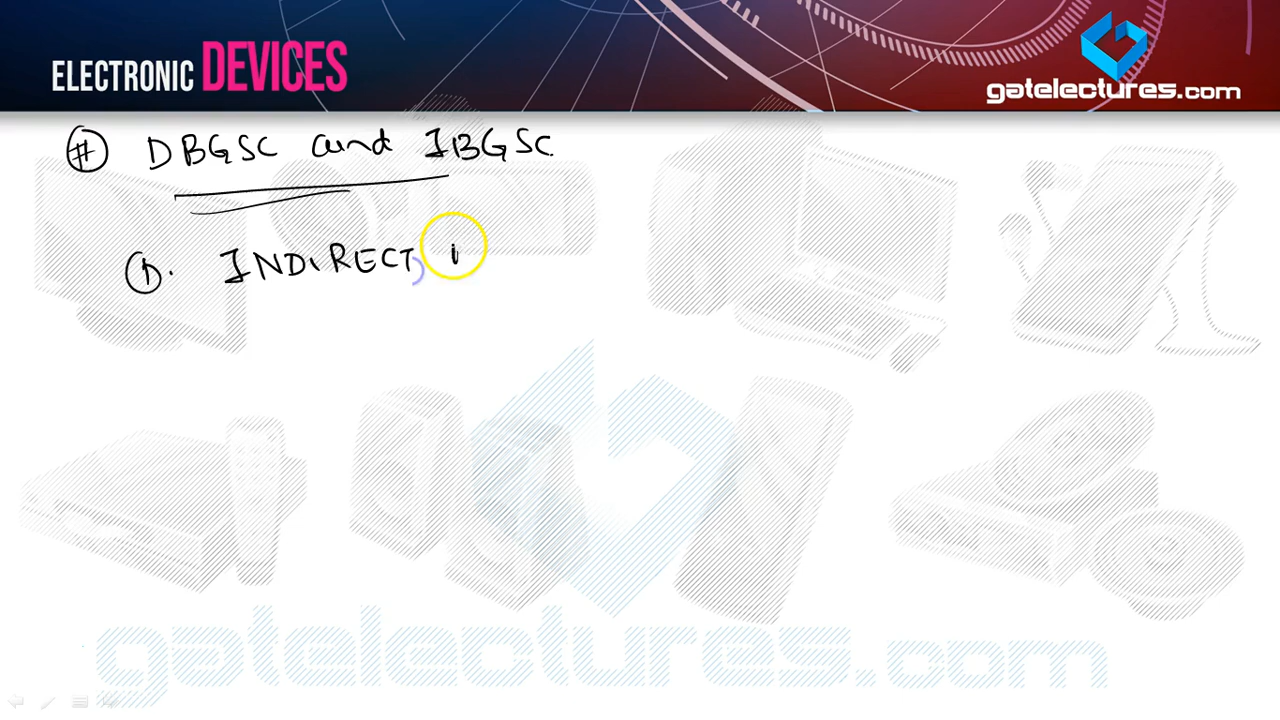 ELECTRONIC DEVICES
gatelectures.com
# DBGSC and IBGSC
1. INDIRECT,
gatelectures.com